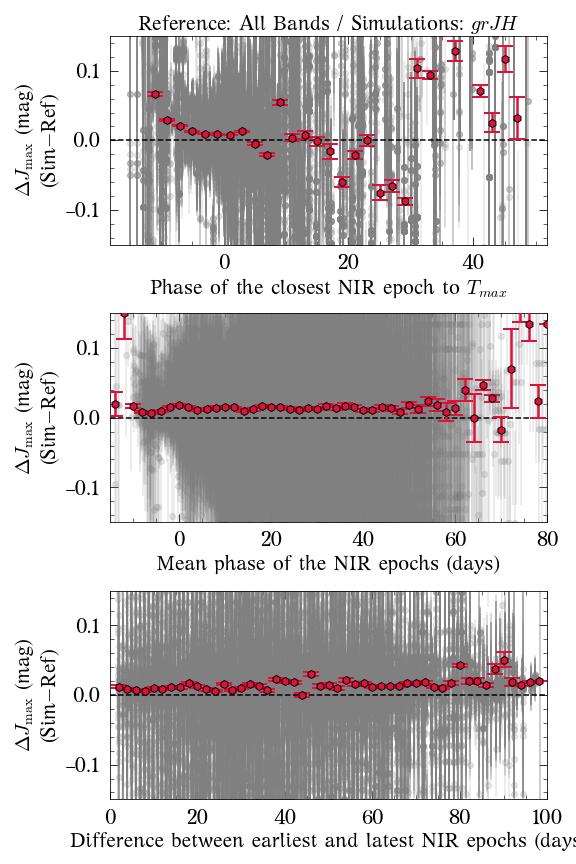 Reference: All Bands / Simulations: grJH
0.1
0.0
−0.1
ΔJmax (mag)
(Sim−Ref)
0 20 40
Phase of the closest NIR epoch to Tmax
0.1
0.0
−0.1
ΔJmax (mag)
(Sim−Ref)
0 20 40 60 80
Mean phase of the NIR epochs (days)
0.1
0.0
−0.1
ΔJmax (mag)
(Sim−Ref)
0 20 40 60 80 100
Difference between earliest and latest NIR epochs (days